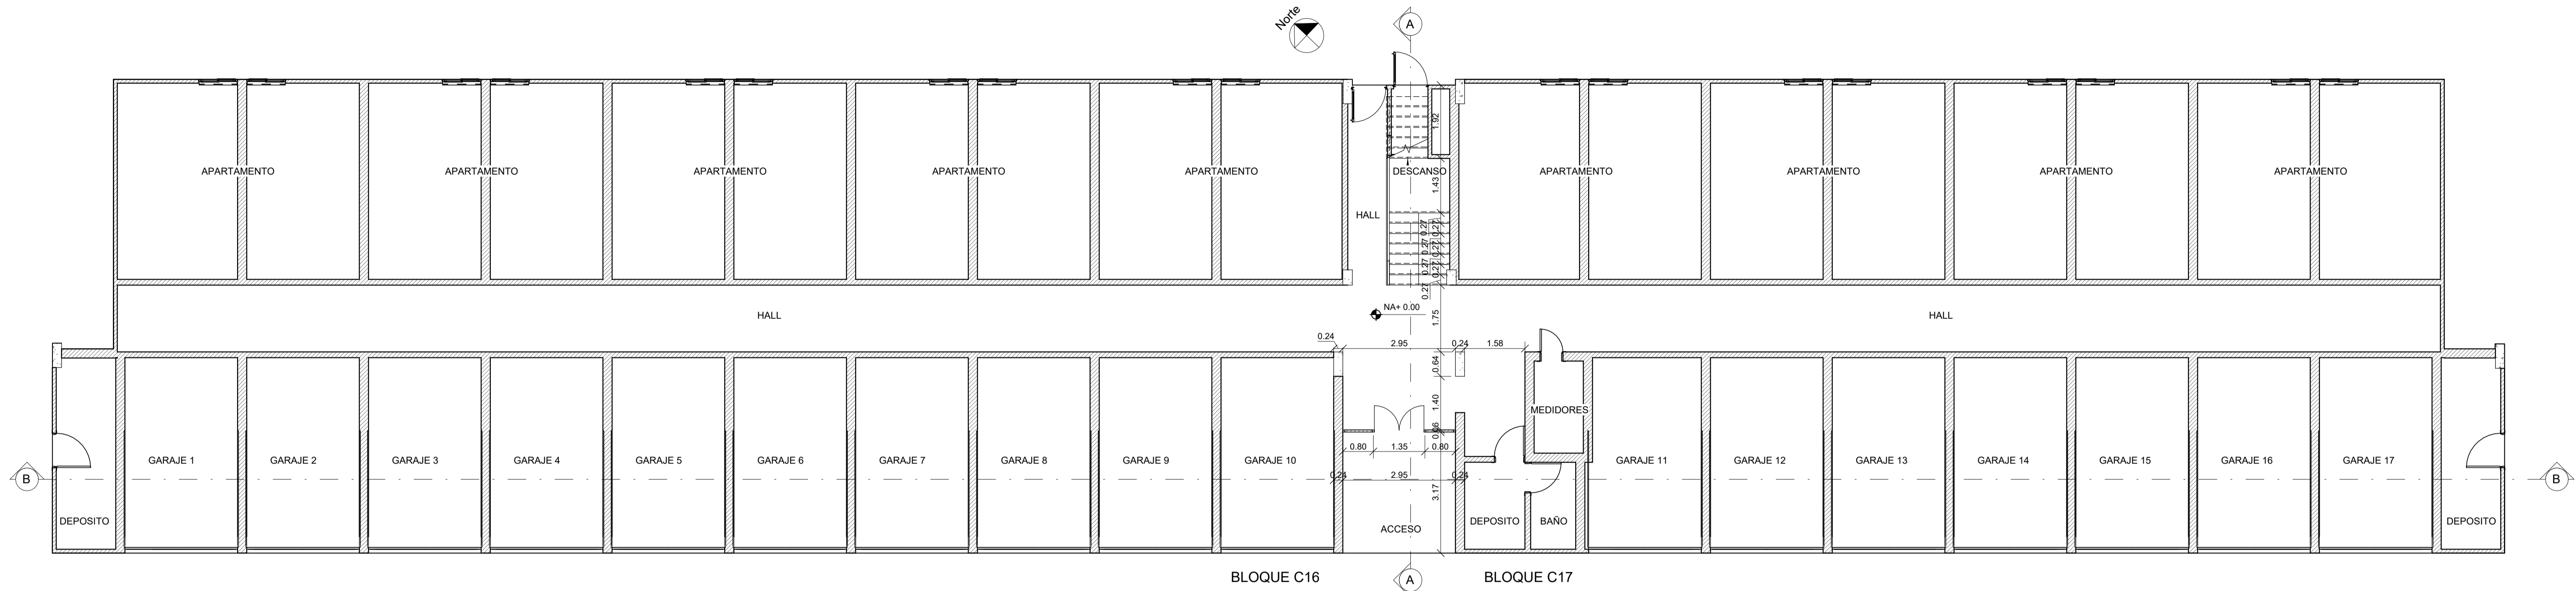 Norte
A
APARTAMENTO
APARTAMENTO
APARTAMENTO
APARTAMENTO
APARTAMENTO
1.92
DESCANSO
1.43
APARTAMENTO
APARTAMENTO
APARTAMENTO
APARTAMENTO
HALL
0.27
0.27
0.27
0.27
0.27
0.27
0.27
HALL
NA+ 0.00
1.75
HALL
0.24
2.95
0.24
1.58
0.64
1.40
MEDIDORES
0.06
0.80
1.35
0.80
GARAJE 1
GARAJE 2
GARAJE 3
GARAJE 4
GARAJE 5
GARAJE 6
GARAJE 7
GARAJE 8
GARAJE 9
GARAJE 10
GARAJE 11
GARAJE 12
GARAJE 13
GARAJE 14
GARAJE 15
GARAJE 16
GARAJE 17
B
0.24
2.95
0.24
3.17
B
DEPOSITO
ACCESO
DEPOSITO
BAÑO
DEPOSITO
BLOQUE C16
A
BLOQUE C17